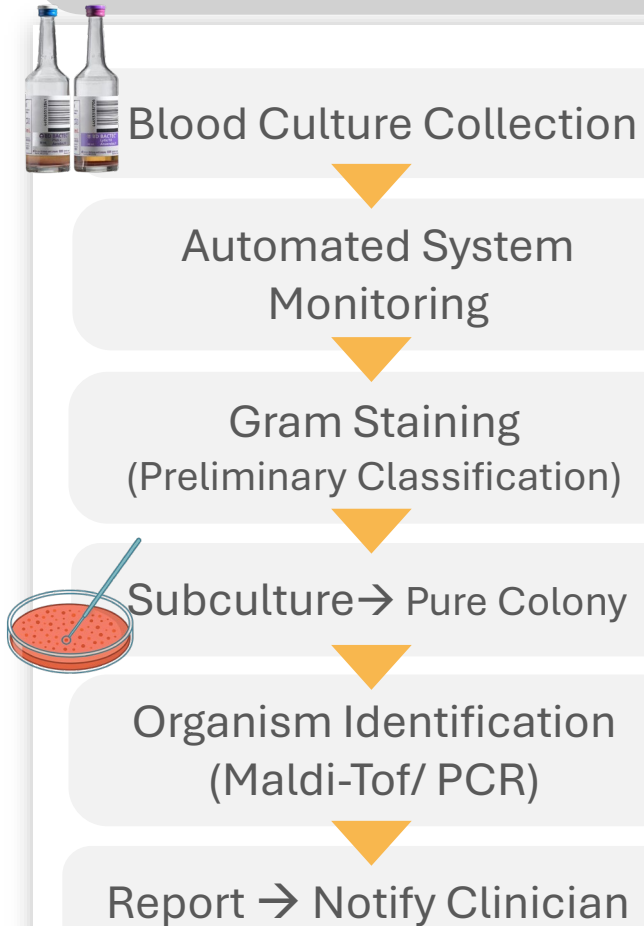 Blood Culture Collection
Automated System
Monitoring
Gram Staining
(Preliminary Classification)
Subculture→ Pure Colony
Organism Identification
(Maldi-Tof/ PCR)
Report → Notify Clinician